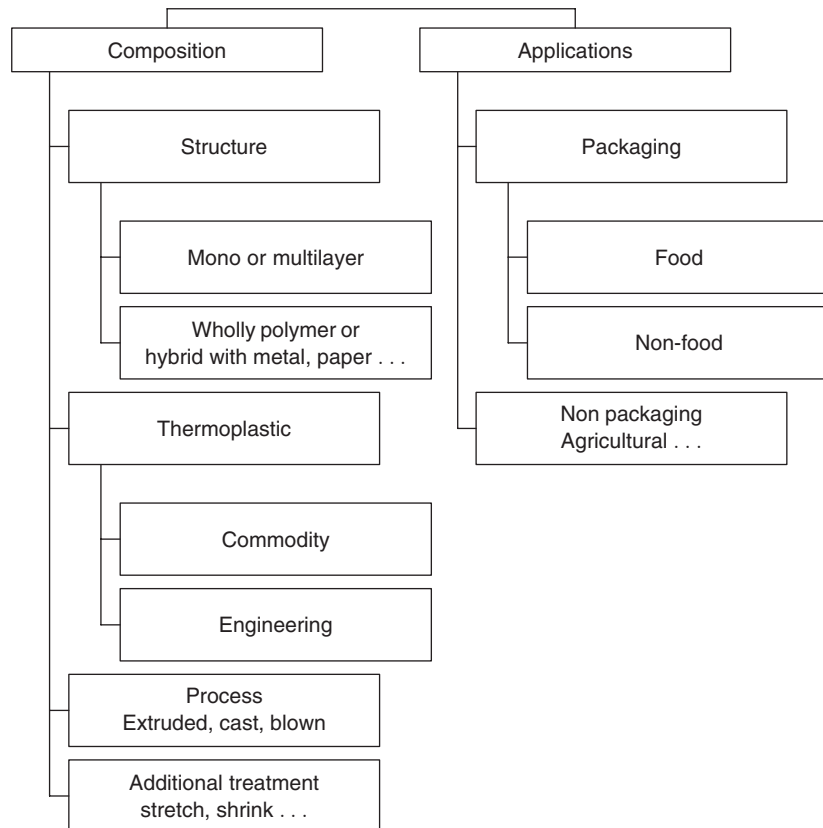 Composition
Applications
Structure
Packaging
Mono or multilayer
Food
Wholly polymer or
hybrid with metal, paper . . .
Non-food
Thermoplastic
Non packaging
Agricultural . . .
Commodity
Engineering
Process
Extruded, cast, blown
Additional treatment
stretch, shrink . . .